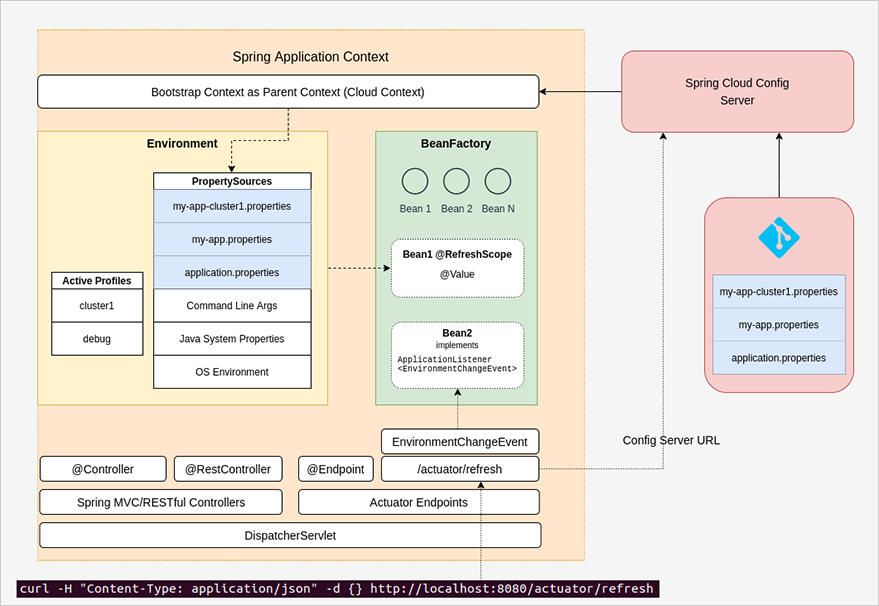 Spring Application Context
Bootstrap Context as Parent Context (Cloud Context)
Spring Cloud Config
Server
Environment
PropertySources
my-app-cluster1.properties
my-app.properties
application.properties
Command Line Args
Java System Properties
OS Environment
Active Profiles
cluster1
debug
BeanFactory
Bean 1
Bean 2
Bean N
Bean1 @RefreshScope
@Value
Bean2
implements
ApplicationListener
<EnvironmentChangeEvent>
my-app-cluster1.properties
my-app.properties
application.properties
EnvironmentChangeEvent
Config Server URL
@Controller
@RestController
@Endpoint
/actuator/refresh
Spring MVC/RESTful Controllers
Actuator Endpoints
DispatcherServlet
curl -H "Content-Type: application/json" -d {} http://localhost:8080/actuator/refresh